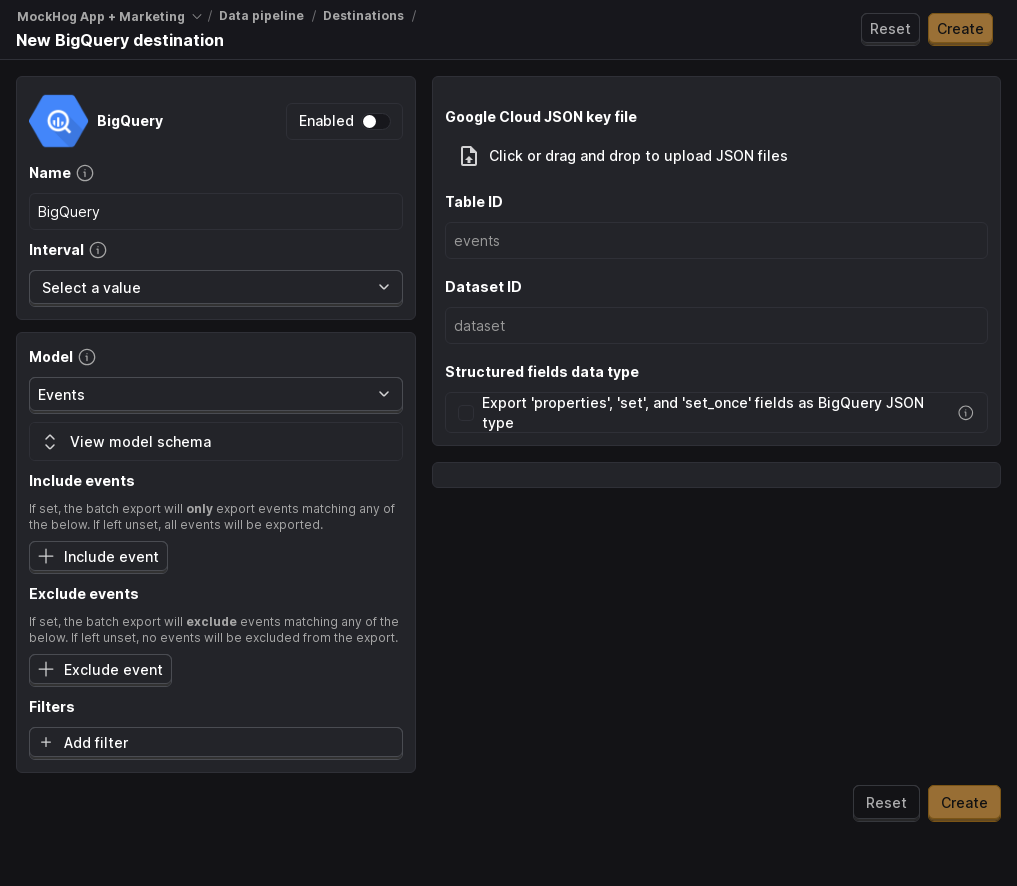 MockHog App + Marketing / Data pipeline / Destinations /
New BigQuery destination
Reset
Create
BigQuery
Enabled
Name
BigQuery
Interval
Select a value
Model
Events
View model schema
Include events
If set, the batch export will only export events matching any of
the below. If left unset, all events will be exported.
Include event
Exclude events
If set, the batch export will exclude events matching any of the
below. If left unset, no events will be excluded from the export.
Exclude event
Filters
Add filter
Google Cloud JSON key file
Click or drag and drop to upload JSON files
Table ID
events
Dataset ID
dataset
Structured fields data type
Export 'properties', 'set', and 'set_once' fields as BigQuery JSON
type
Reset
Create